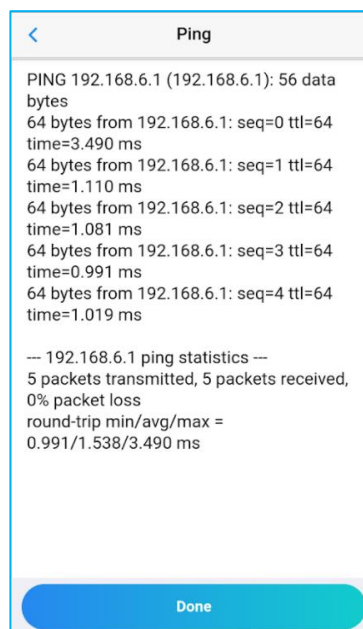 Ping
PING 192.168.6.1 (192.168.6.1): 56 data
bytes
64 bytes from 192.168.6.1: seq=0 ttl=64
time=3.490 ms
64 bytes from 192.168.6.1: seq=1 ttl=64
time=1.110 ms
64 bytes from 192.168.6.1: seq=2 ttl=64
time=1.081 ms
64 bytes from 192.168.6.1: seq=3 ttl=64
time=0.991 ms
64 bytes from 192.168.6.1: seq=4 ttl=64
time=1.019 ms
--- 192.168.6.1 ping statistics ---
5 packets transmitted, 5 packets received,
0% packet loss
round-trip min/avg/max =
0.991/1.538/3.490 ms
Done